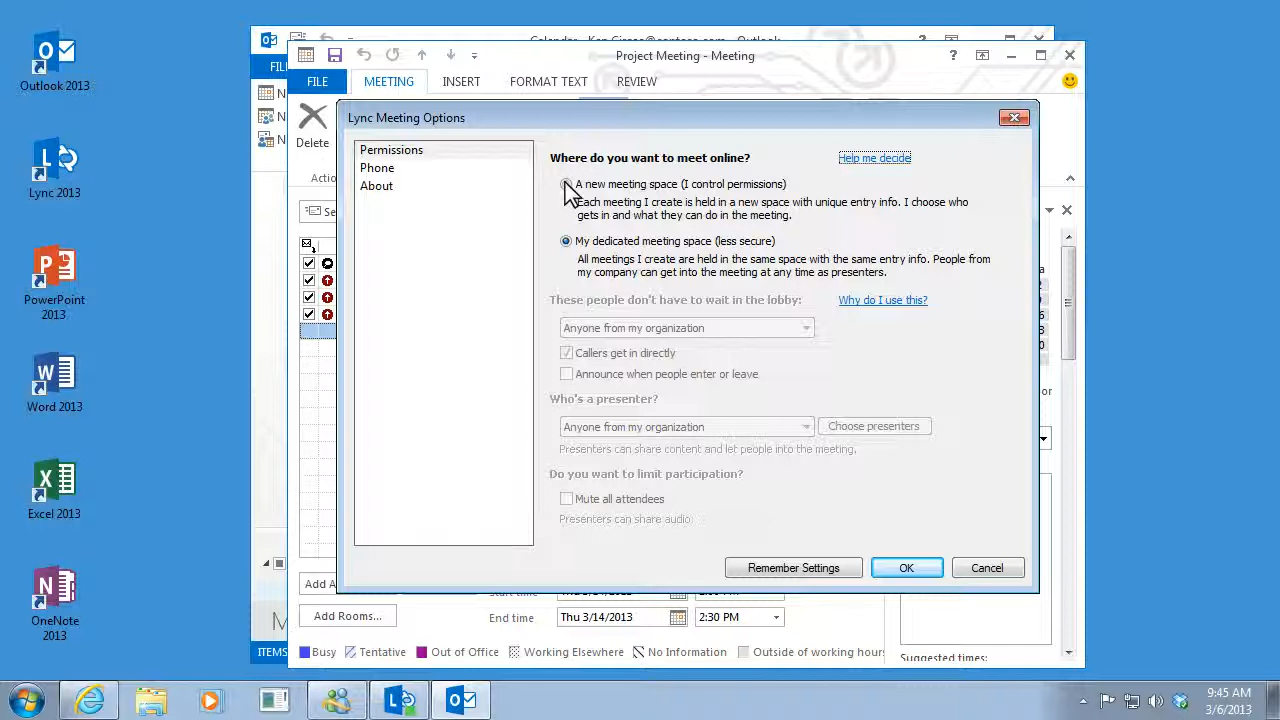 Calendar - Ken Circeo@contoso.com - Outlook
Project Meeting - Meeting
FILE
MEETING
INSERT
FORMAT TEXT
REVIEW
Outlook 2013
Lync 2013
PowerPoint
2013
Word 2013
Excel 2013
OneNote
2013
Delete
Lync Meeting Options
Permissions
Phone
About
Where do you want to meet online?
Help me decide
A new meeting space (I control permissions)
Each meeting I create is held in a new space with unique entry info. I choose who
gets in and what they can do in the meeting.
My dedicated meeting space (less secure)
All meetings I create are held in the same space with the same entry info. People from
my company can get into the meeting at any time as presenters.
These people don't have to wait in the lobby:
Why do I use this?
Anyone from my organization
Callers get in directly
Announce when people enter or leave
Who's a presenter?
Anyone from my organization
Choose presenters
Presenters can share content and let people into the meeting.
Do you want to limit participation?
Mute all attendees
Presenters can share audio
Remember Settings
OK
Cancel
Add Rooms...
End time
Thu 3/14/2013
2:30 PM
Busy
Tentative
Out of Office
Working Elsewhere
No Information
Outside of working hours
Suggested times:
ITEMS
9:45 AM
3/6/2013